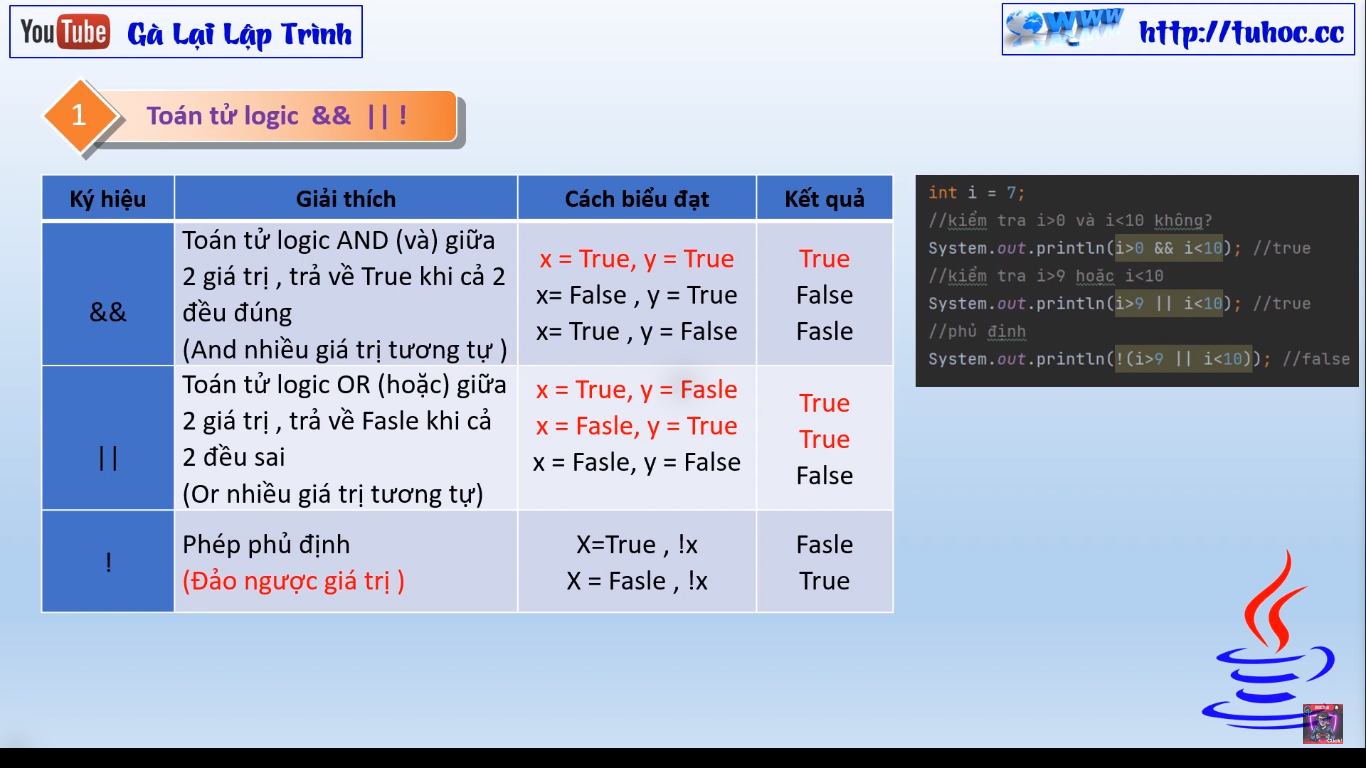 YouTube Gà Lại Lập Trình
www http://tuhoc.cc
1 Toán tử logic && || !
Ký hiệu Giải thích Cách biểu đạt Kết quả
&&
Toán tử logic AND (và) giữa
2 giá trị , trả về True khi cả 2
đều đúng
(And nhiều giá trị tương tự )
x = True, y = True
x= False , y = True
x= True , y = False
True
False
Fasle
||
Toán tử logic OR (hoặc) giữa
2 giá trị , trả về Fasle khi cả
2 đều sai
(Or nhiều giá trị tương tự)
x = True, y = Fasle
x = Fasle, y = True
x = Fasle, y = False
True
True
False
!
Phép phủ định
(Đảo ngược giá trị )
X=True , !x
X = Fasle , !x
Fasle
True
int i = 7;
//kiểm tra i>0 và i<10 không?
System.out.println(i>0 && i<10); //true
//kiểm tra i>9 hoặc i<10
System.out.println(i>9 || i<10); //true
//phủ định
System.out.println(!(i>9 || i<10)); //false